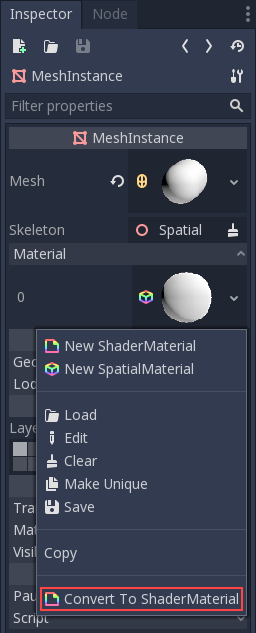 Inspector Node
MeshInstance
Filter properties
MeshInstance
Mesh
Skeleton Spatial
Material
0
New ShaderMaterial
New SpatialMaterial
Load
Edit
Clear
Make Unique
Save
Copy
Convert To ShaderMaterial
Geo
Lod
Laye
Tra
Mat
Visi
Pau
Script